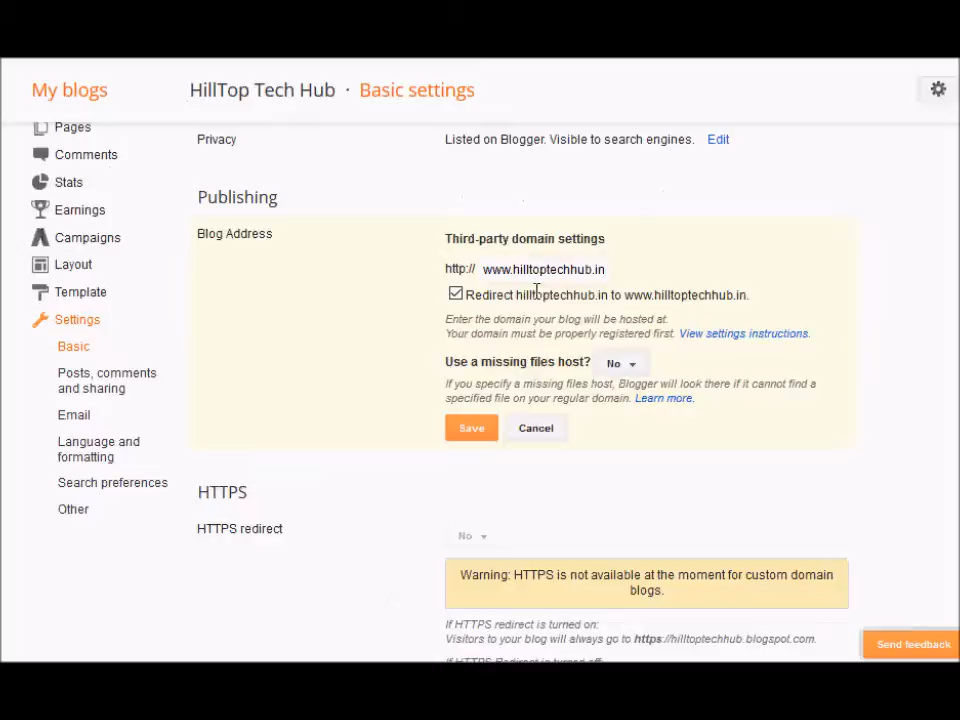 My blogs
HillTop Tech Hub · Basic settings
Pages
Comments
Stats
Earnings
Campaigns
Layout
Template
Settings
Basic
Posts, comments
and sharing
Email
Language and
formatting
Search preferences
Other
Privacy
Listed on Blogger. Visible to search engines. Edit
Publishing
Blog Address
Third-party domain settings
http:// www.hilltoptechhub.in
Redirect hilltoptechhub.in to www.hilltoptechhub.in.
Enter the domain your blog will be hosted at.
Your domain must be properly registered first. View settings instructions.
Use a missing files host? No
If you specify a missing files host, Blogger will look there if it cannot find a
specified file on your regular domain. Learn more.
Save Cancel
HTTPS
HTTPS redirect
No
Warning: HTTPS is not available at the moment for custom domain
blogs.
If HTTPS redirect is turned on:
Visitors to your blog will always go to https://hilltoptechhub.blogspot.com.
If HTTPS Redirect is turned off:
Send feedback